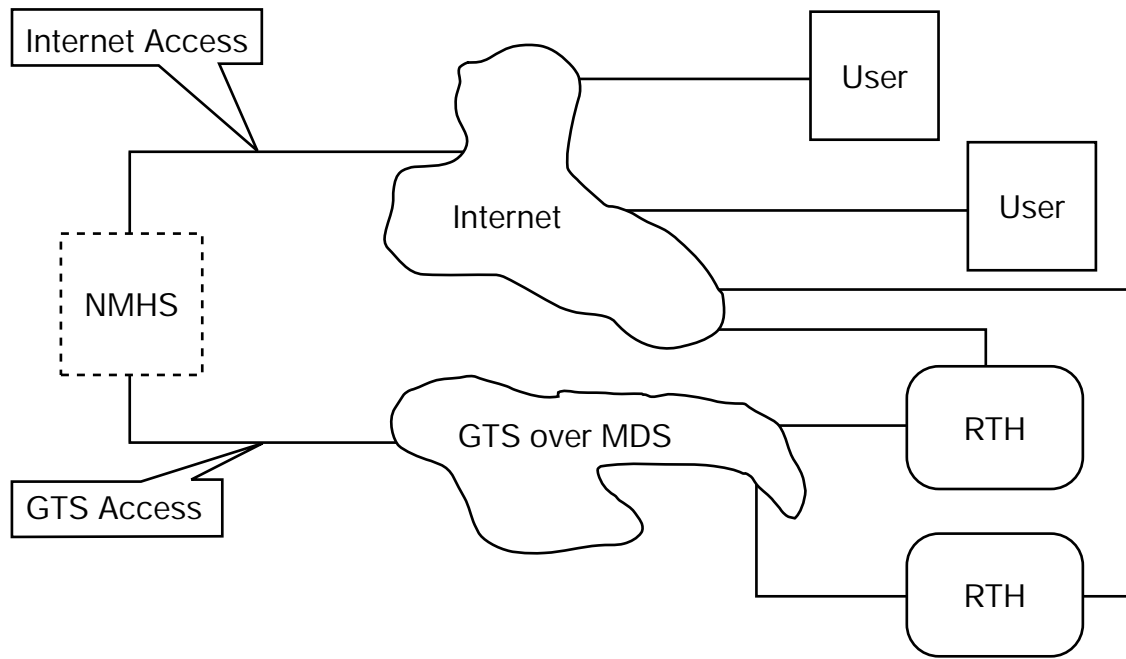 Internet Access
User
User
Internet
NMHS
RTH
GTS over MDS
GTS Access
RTH